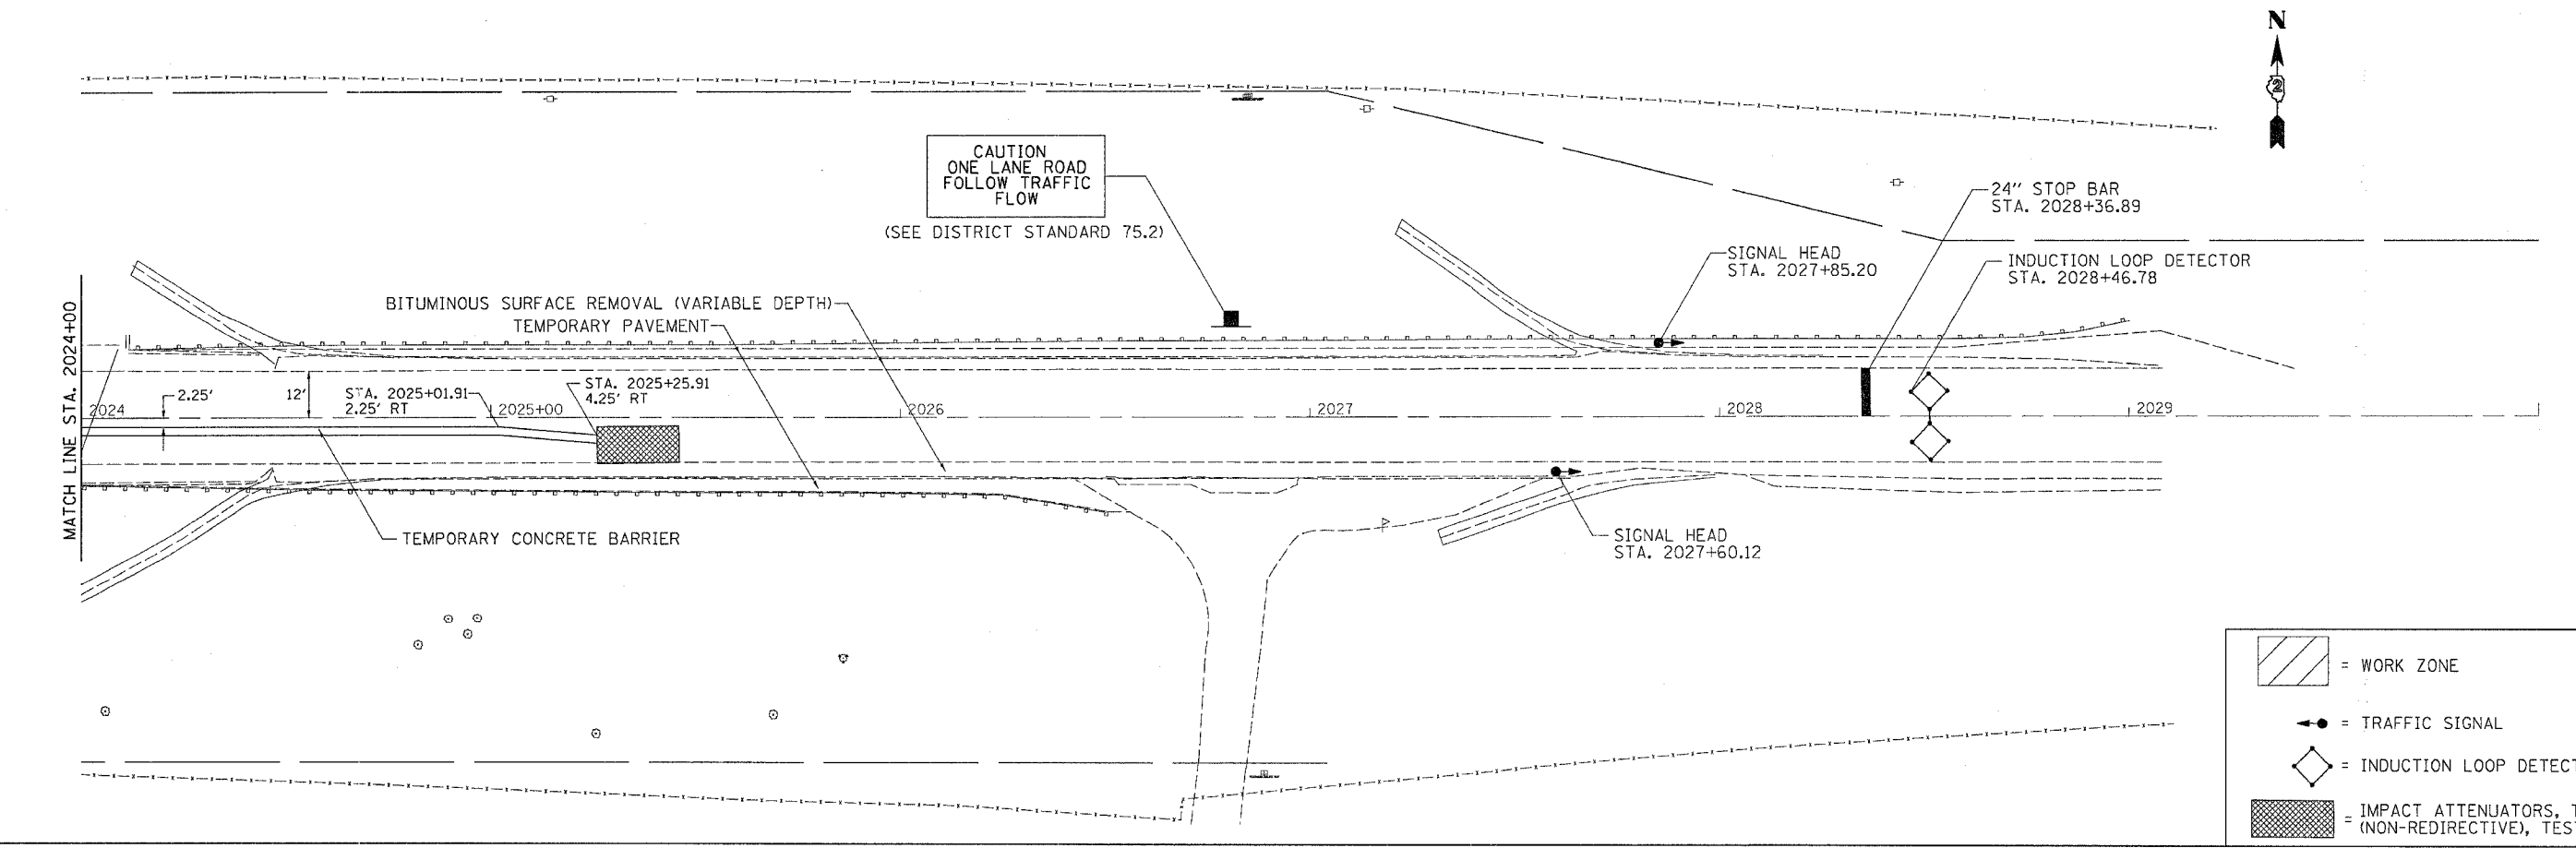 N
2
CAUTION
ONE LANE ROAD
FOLLOW TRAFFIC
FLOW
(SEE DISTRICT STANDARD 75.2)
24" STOP BAR
STA. 2028+36.89
SIGNAL HEAD
STA. 2027+85.20
INDUCTION LOOP DETECTOR
STA. 2028+46.78
BITUMINOUS SURFACE REMOVAL (VARIABLE DEPTH)
TEMPORARY PAVEMENT
MATCH LINE STA. 2024+00
2.25'
12'
STA. 2025+01.91
2.25' RT
STA. 2025+25.91
4.25' RT
2024
2025+00
2026
2027
2028
2029
TEMPORARY CONCRETE BARRIER
P
SIGNAL HEAD
STA. 2027+60.12
= WORK ZONE
= TRAFFIC SIGNAL
= INDUCTION LOOP DETECT
= IMPACT ATTENUATORS, T
(NON-REDIRECTIVE), TES